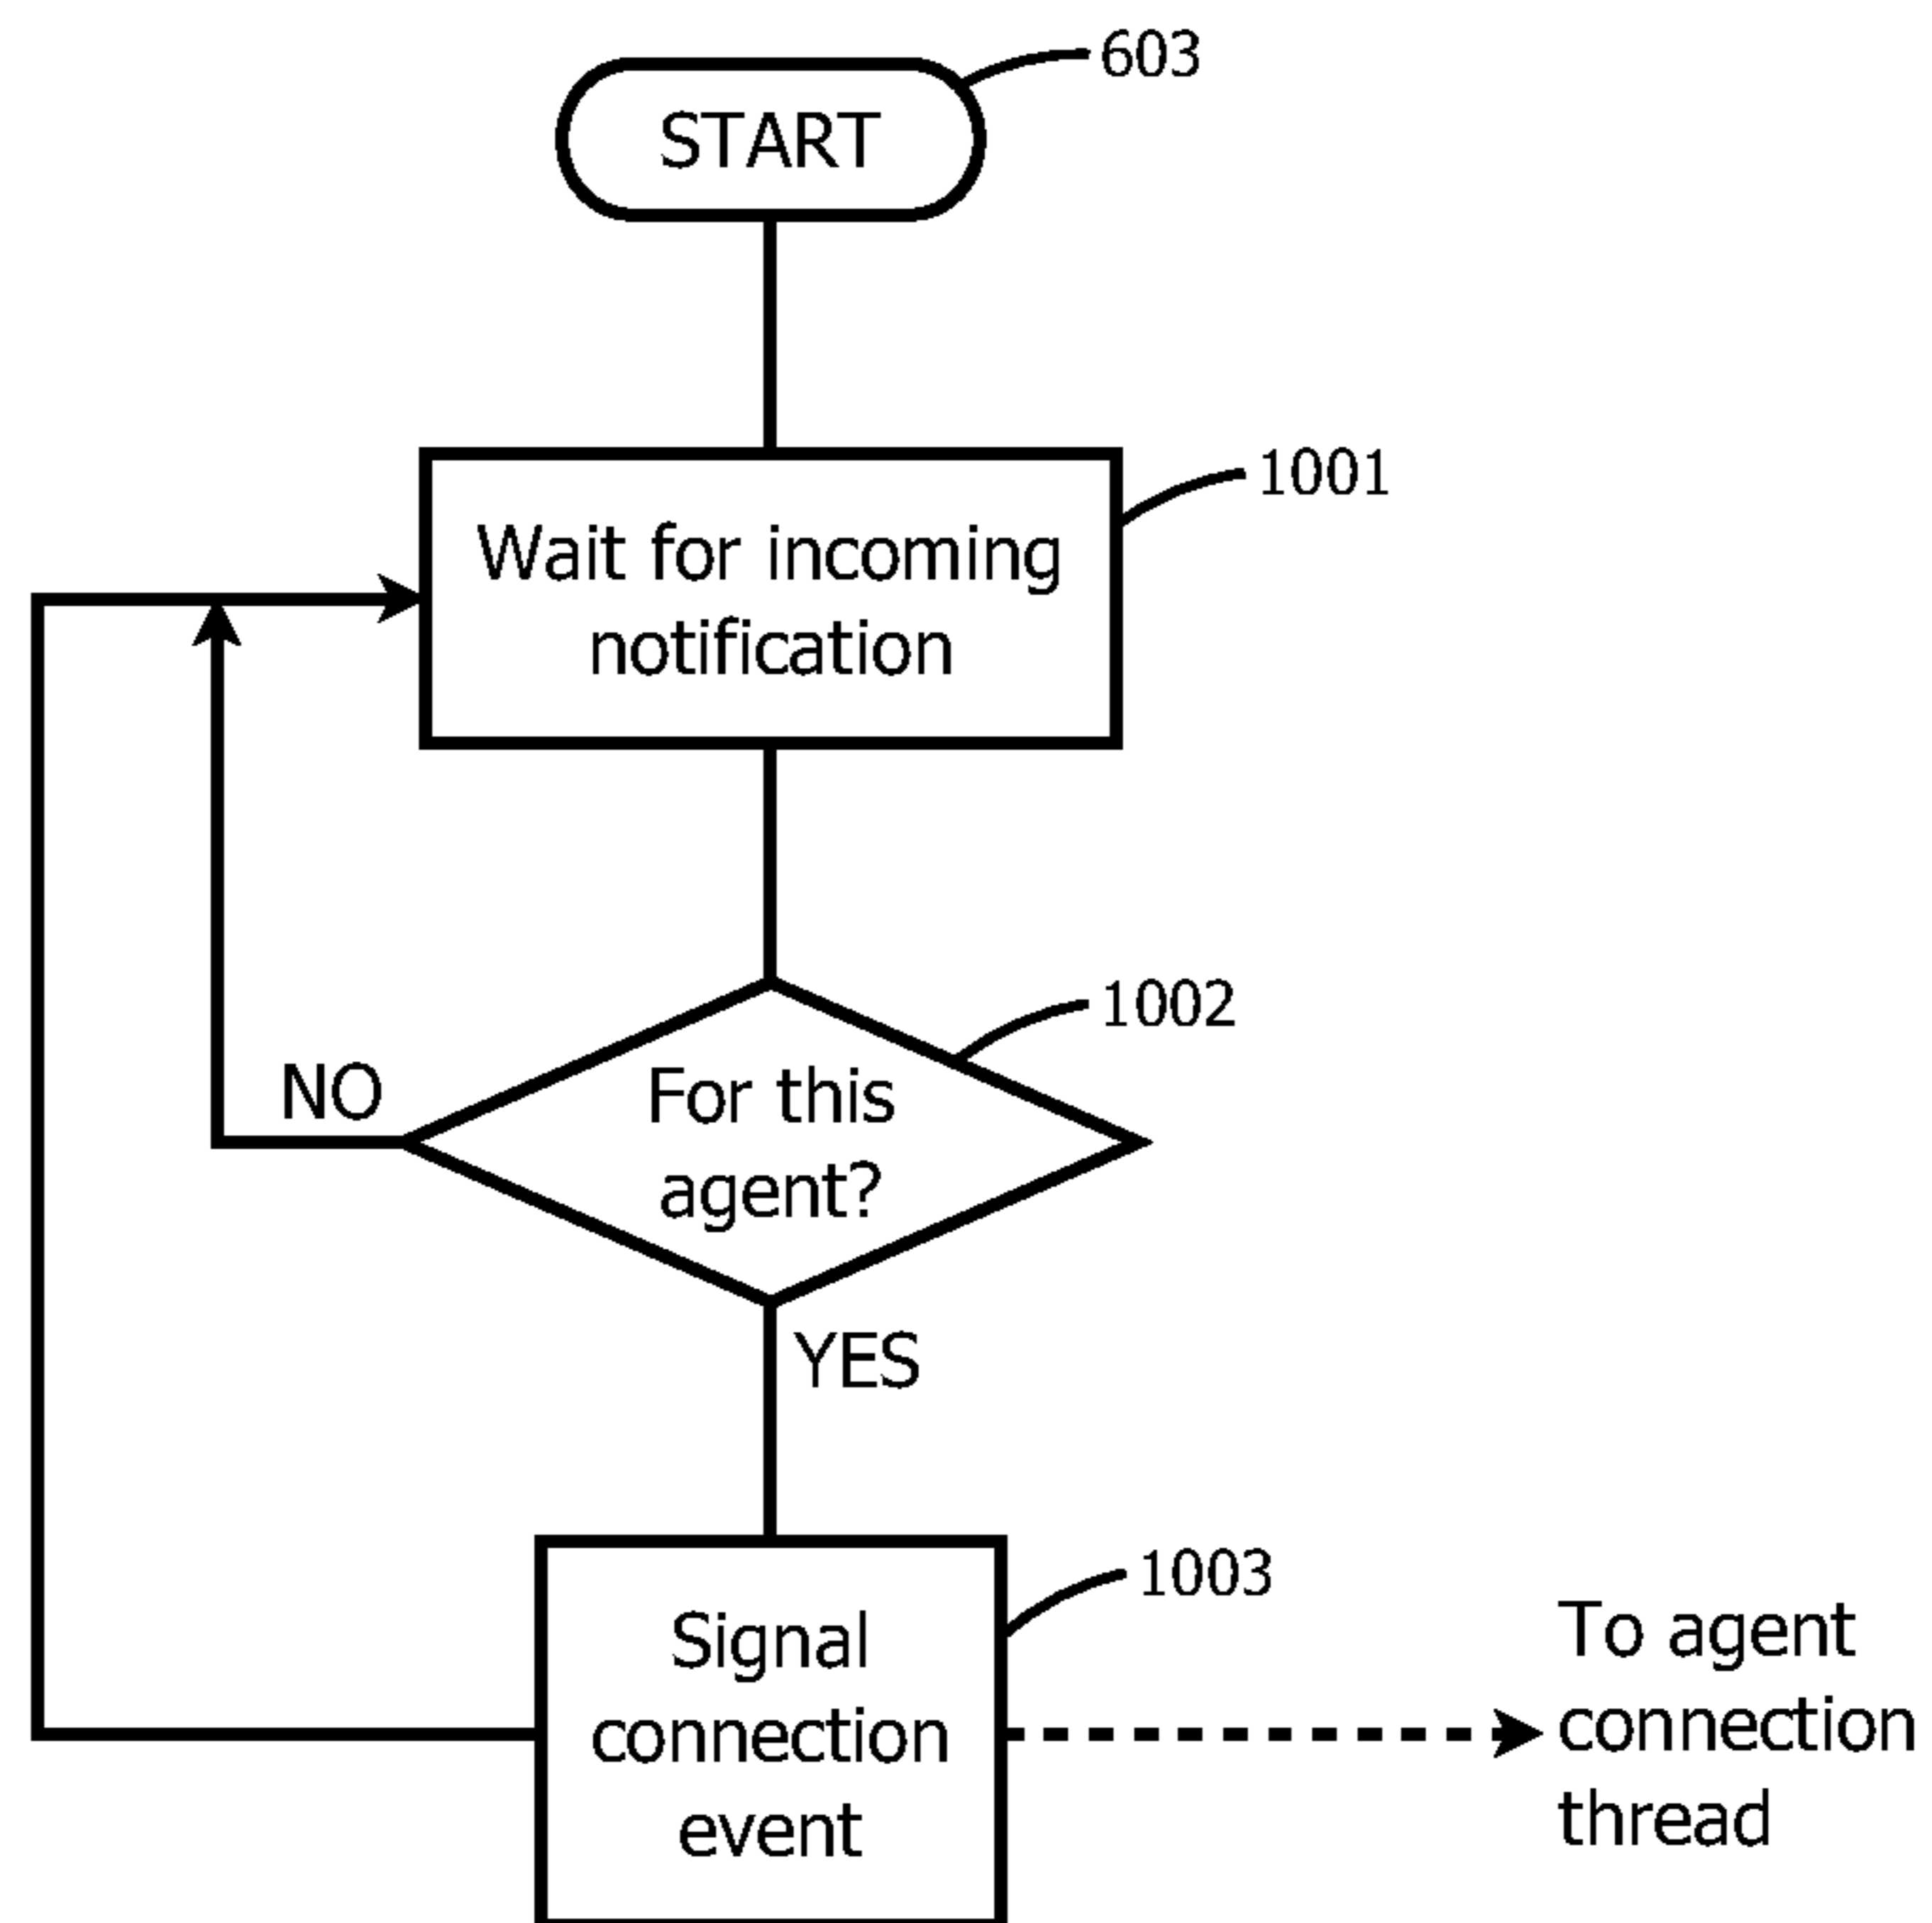 603
START
1001
Wait for incoming
notification
1002
NO
For this
agent?
YES
1003
Signal
connection
event
To agent
connection
thread